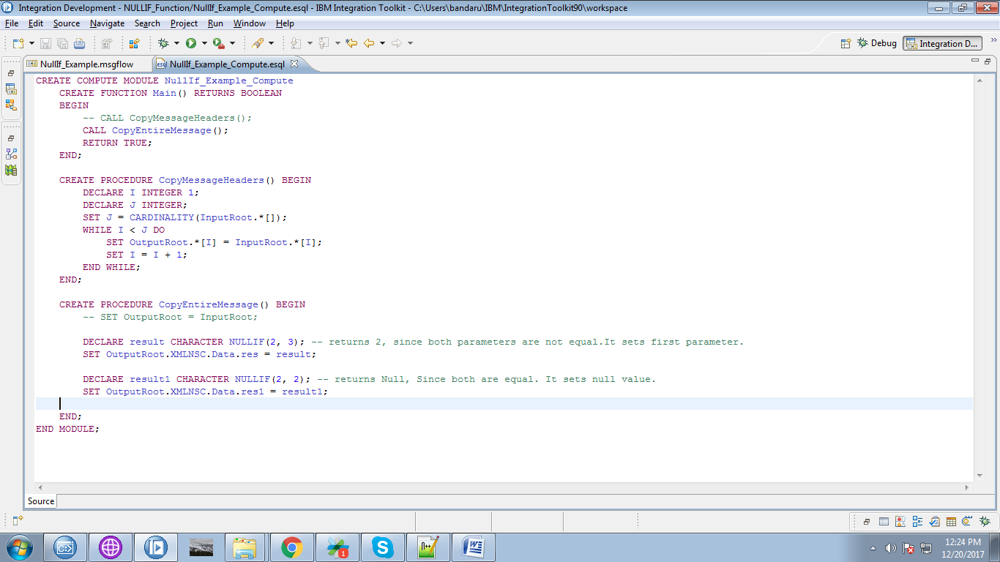 Integration Development - NULLIF_Function/NullIf_Example_Compute.esql - IBM Integration Toolkit - C:\Users\bandaru\IBM\IntegrationToolkit90\workspace
File Edit Source Navigate Search Project Run Window Help
Debug Integration D...
NullIf_Example.msgflow NullIf_Example_Compute.esql
CREATE COMPUTE MODULE NullIf_Example_Compute
CREATE FUNCTION Main() RETURNS BOOLEAN
BEGIN
-- CALL CopyMessageHeaders();
CALL CopyEntireMessage();
RETURN TRUE;
END;
CREATE PROCEDURE CopyMessageHeaders() BEGIN
DECLARE I INTEGER 1;
DECLARE J INTEGER;
SET J = CARDINALITY(InputRoot.*[]);
WHILE I < J DO
SET OutputRoot.*[I] = InputRoot.*[I];
SET I = I + 1;
END WHILE;
END;
CREATE PROCEDURE CopyEntireMessage() BEGIN
-- SET OutputRoot = InputRoot;
DECLARE result CHARACTER NULLIF(2, 3); -- returns 2, since both parameters are not equal.It sets first parameter.
SET OutputRoot.XMLNSC.Data.res = result;
DECLARE result1 CHARACTER NULLIF(2, 2); -- returns Null, Since both are equal. It sets null value.
SET OutputRoot.XMLNSC.Data.res1 = result1;
END;
END MODULE;
Source
12:24 PM
12/20/2017